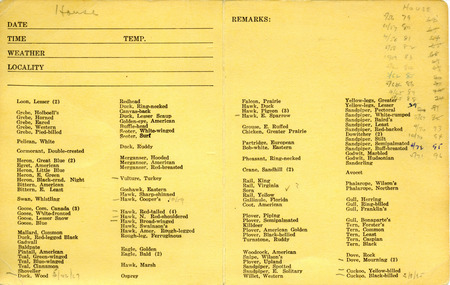 House
DATE
TIME
TEMP.
WEATHER
LOCALITY
Loon, Lesser (2)
Grebe, Holboell's
Grebe, Horned
Grebe, Eared
Grebe, Western
Grebe, Pied-billed
Pelican, White
Cormorant, Double-crested
Heron, Great Blue (2)
Heron, American
Heron, Little Blue
Heron, E. Green
Heron, Black-crnd. Night
Bittern, American
Bittern, E. Least
Swan, Whistling
Goose, Com. Canada (3)
Goose, White-fronted
Goose, Lesser Snow
Goose, Blue
Mallard, Common
Duck, Red-legged Black
Gadwall
Baldpate
Pintail, American
Teal, Green-winged
Teal, Blue-winged
Teal, Cinnamon
Shoveller
Duck, Wood
Redhead
Duck, Ring-necked
Canvas-back
Duck, Lesser Scaup
Golden-eye, American
Buffle-head
Scoter, White-winged
Scoter, Surf
Duck, Ruddy
Merganser, Hooded
Merganser, American
Merganser, Red-breasted
Vulture, Turkey
Goshawk, Eastern
Hawk, Sharp-shinned
Hawk, Cooper's
Hawk, Red-tailed (4)
Hawk, N. Red-shouldered
Hawk, Broad-winged
Hawk, Swainson's
Hawk, Amer. Rough-legged
Rough-leg, Ferruginous
Eagle, Golden
Eagle, Bald (2)
Hawk, Marsh
Osprey
REMARKS:
Falcon, Prairie
Hawk, Duck
Hawk, Pigeon (3)
Hawk, E. Sparrow
Grouse, E. Ruffed
Chicken, Greater Prairie
Partridge, European
Bob-white, Eastern
Pheasant, Ring-necked
Crane, Sandhill (2)
Rail, King
Rail, Virginia
Sora
Rail, Yellow
Gallinule, Florida
Coot, American
Plover, Piping
Plover, Semipalmated
Killdeer
Plover, American Golden
Plover, Black-bellied
Turnstone, Ruddy
Woodcock, American
Snipe, Wilson's
Plover, Upland
Sandpiper, Spotted
Sandpiper, E. Solitary
Willet, Western
House
Yellow-legs, Greater
Yellow-legs, Lesser
Sandpiper, Pectoral
Sandpiper, White-rumped
Sandpiper, Baird's
Sandpiper, Least
Sandpiper, Red-backed
Dowitcher (2)
Sandpiper, Stilt
Sandpiper, Semipalmated
Sandpiper, Buff-breasted
Godwit, Marbled
Godwit, Hudsonian
Sanderling
Avocet
Phalarope, Wilson's
Phalarope, Northern
Gull, Herring
Gull, Ring-billed
Gull, Franklin's
Gull, Bonaparte's
Tern, Forster's
Tern, Common
Tern, Least
Tern, Caspian
Tern, Black
Dove, Rock
Dove, Mourning (2)
Cuckoo, Yellow-billed
Cuckoo, Black-billed